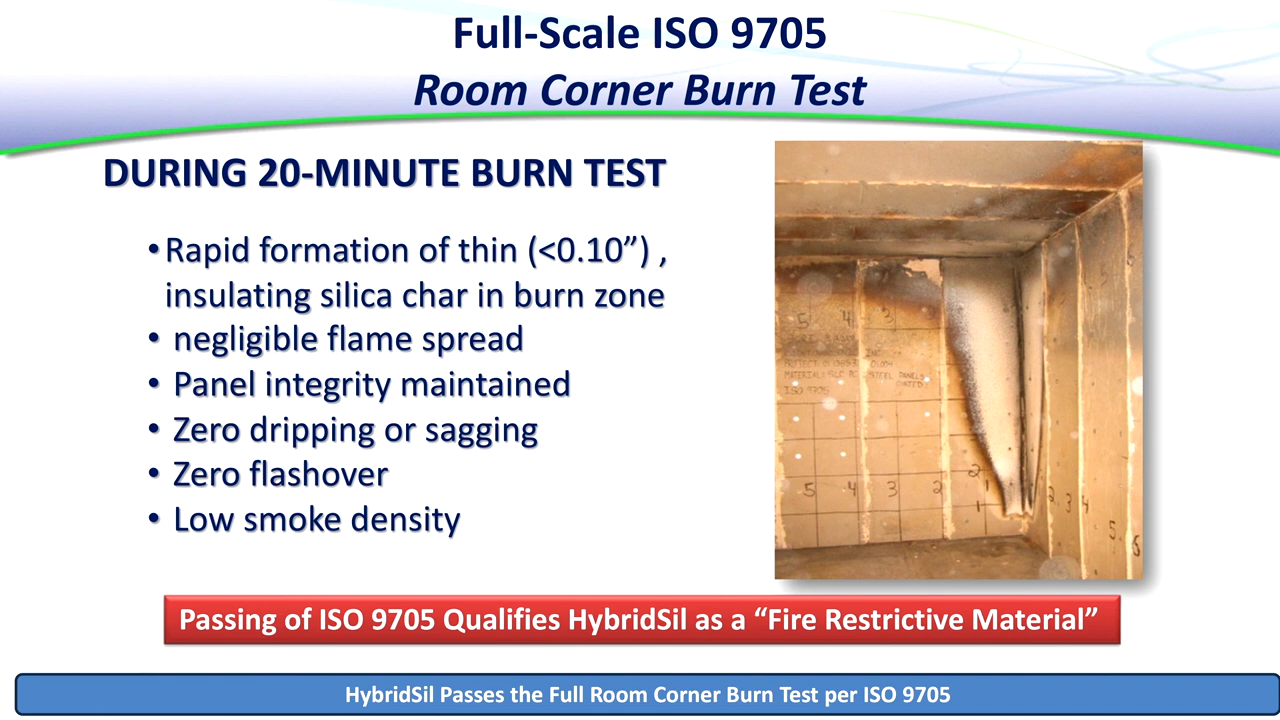 Full-Scale ISO 9705
Room Corner Burn Test
DURING 20-MINUTE BURN TEST
•Rapid formation of thin (<0.10”) ,
insulating silica char in burn zone
• negligible flame spread
• Panel integrity maintained
• Zero dripping or sagging
• Zero flashover
• Low smoke density
5 4 3
ISO 9705
5 4 3 2 1
2
1
2 3 4
5
6
Passing of ISO 9705 Qualifies HybridSil as a “Fire Restrictive Material”
HybridSil Passes the Full Room Corner Burn Test per ISO 9705